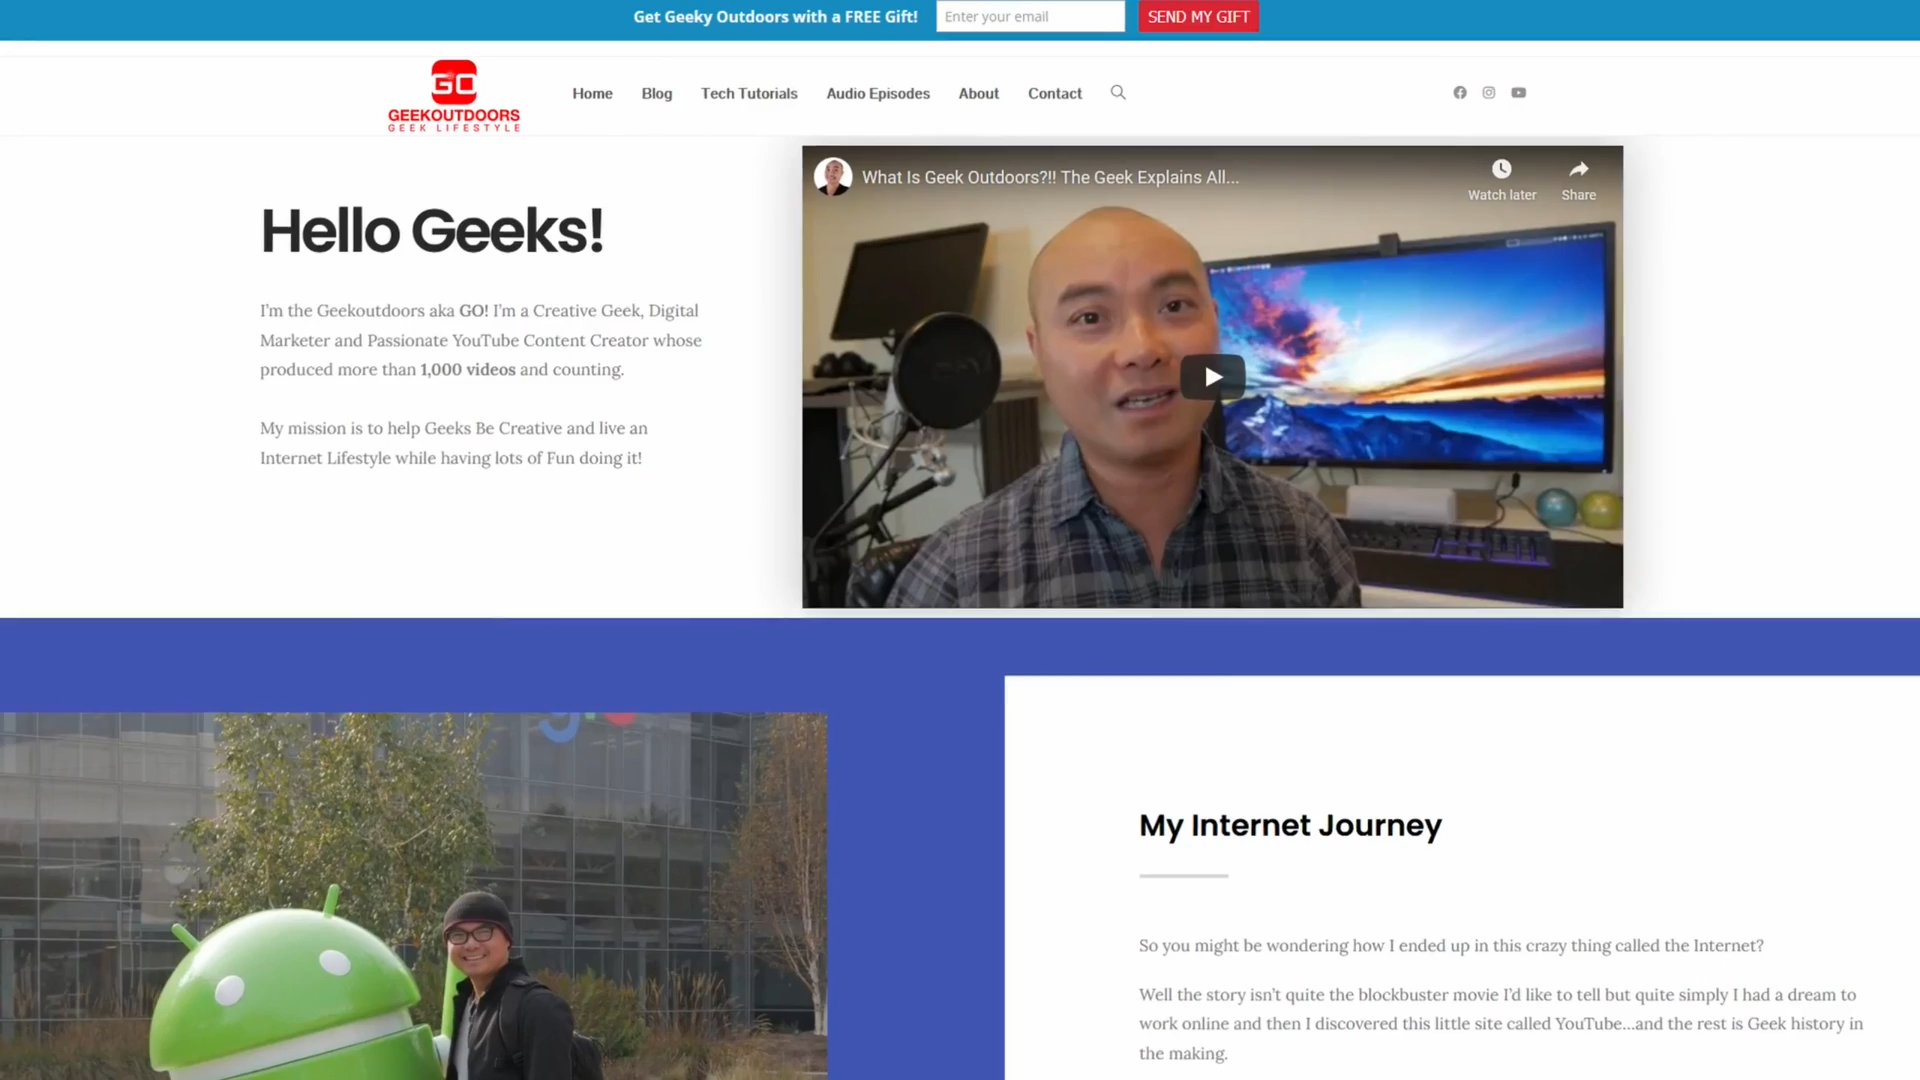 Get Geeky Outdoors with a FREE Gift! Enter your email SEND MY GIFT
GO
GEEKOUTDOORS
GEEK LIFESTYLE
Home Blog Tech Tutorials Audio Episodes About Contact
What Is Geek Outdoors?!! The Geek Explains All...
Watch later Share
Hello Geeks!
I'm the Geekoutdoors aka GO! I'm a Creative Geek, Digital
Marketer and Passionate YouTube Content Creator whose
produced more than 1,000 videos and counting.
My mission is to help Geeks Be Creative and live an
Internet Lifestyle while having lots of Fun doing it!
My Internet Journey
So you might be wondering how I ended up in this crazy thing called the Internet?
Well the story isn't quite the blockbuster movie I'd like to tell but quite simply I had a dream to
work online and then I discovered this little site called YouTube...and the rest is Geek history in
the making.